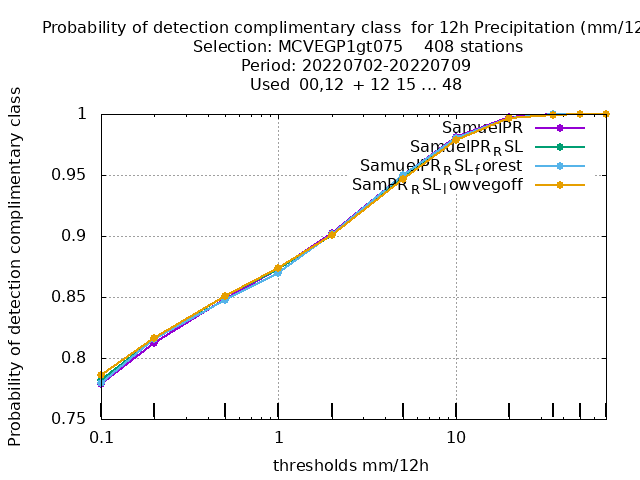 Probability of detection complimentary class for 12h Precipitation (mm/12
Selection: MCVEGP1gt075 408 stations
Period: 20220702-20220709
Used 00,12 + 12 15 ... 48
Probability of detection complimentary class
1
0.95
0.9
0.85
0.8
0.75
SamuelPR
SamuelPR_RSL
SamuelPR_RSL_forest
SamPR_RSL_lowvegoff
0.1 1 10
thresholds mm/12h